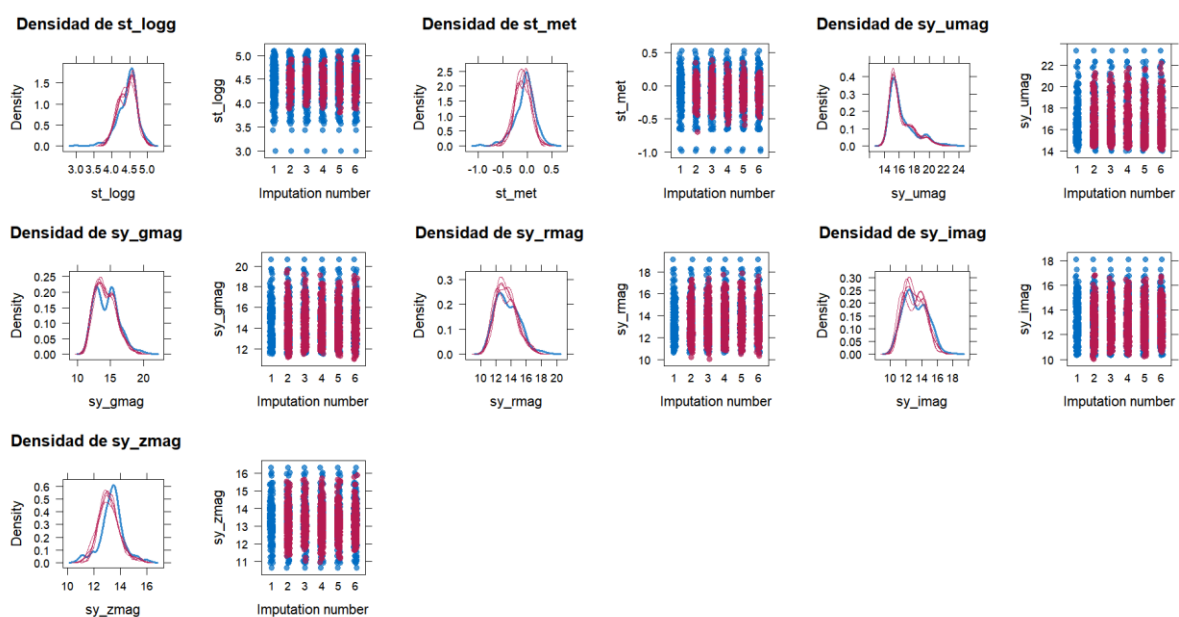 Densidad de st_logg
Density
1.5
1.0
0.5
0.0
3.0 3.5 4.0 4.5 5.0
st_logg
st_logg
5.0
4.5
4.0
3.5
3.0
1 2 3 4 5 6
Imputation number
Densidad de st_met
Density
2.5
2.0
1.5
1.0
0.5
0.0
-1.0 0.0 0.5
st_met
st_met
0.5
0.0
-0.5
-1.0
1 2 3 4 5 6
Imputation number
Densidad de sy_umag
Density
0.4
0.3
0.2
0.1
0.0
14 16 18 20 22 24
sy_umag
sy_umag
22
20
18
16
14
1 2 3 4 5 6
Imputation number
Densidad de sy_gmag
Density
0.25
0.20
0.15
0.10
0.05
0.00
10 15 20
sy_gmag
sy_gmag
20
18
16
14
12
1 2 3 4 5 6
Imputation number
Densidad de sy_rmag
Density
0.3
0.2
0.1
0.0
10 12 14 16 18 20
sy_rmag
sy_rmag
18
16
14
12
10
1 2 3 4 5 6
Imputation number
Densidad de sy_imag
Density
0.30
0.25
0.20
0.15
0.10
0.05
0.00
10 12 14 16 18
sy_imag
sy_imag
18
16
14
12
10
1 2 3 4 5 6
Imputation number
Densidad de sy_zmag
Density
0.6
0.5
0.4
0.3
0.2
0.1
0.0
10 12 14 16
sy_zmag
sy_zmag
16
15
14
13
12
11
1 2 3 4 5 6
Imputation number